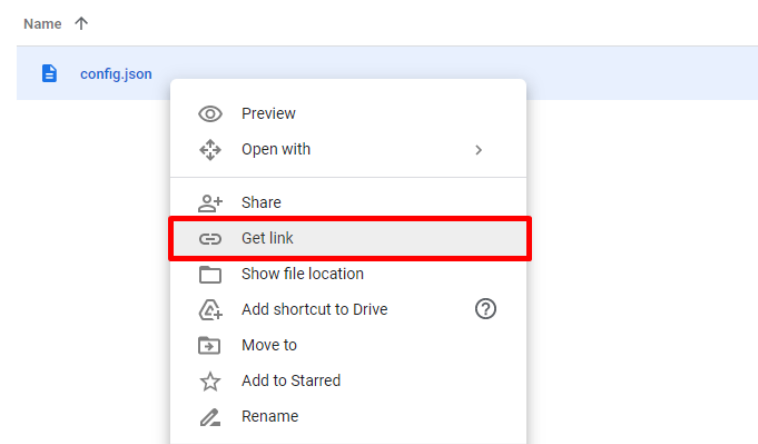 Name
config.json
Preview
Open with
Share
Get link
Show file location
Add shortcut to Drive
Move to
Add to Starred
Rename